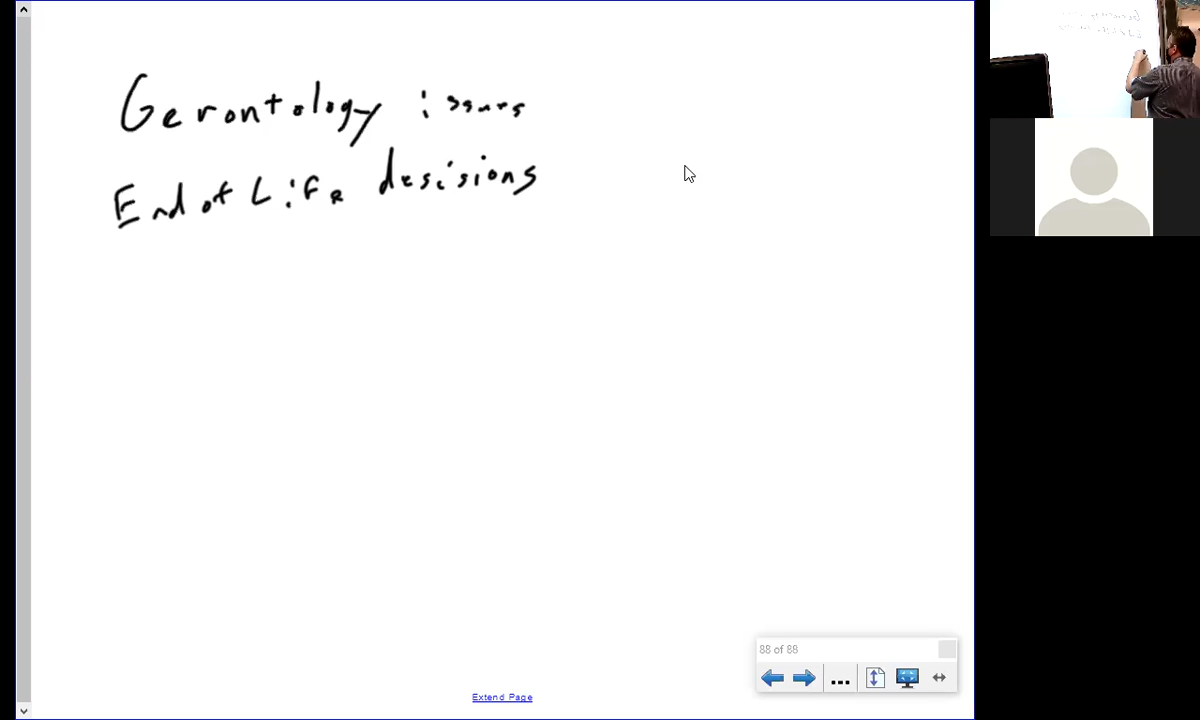 Gerontology issues
End of Life desisions
88 of 88
Extend Page